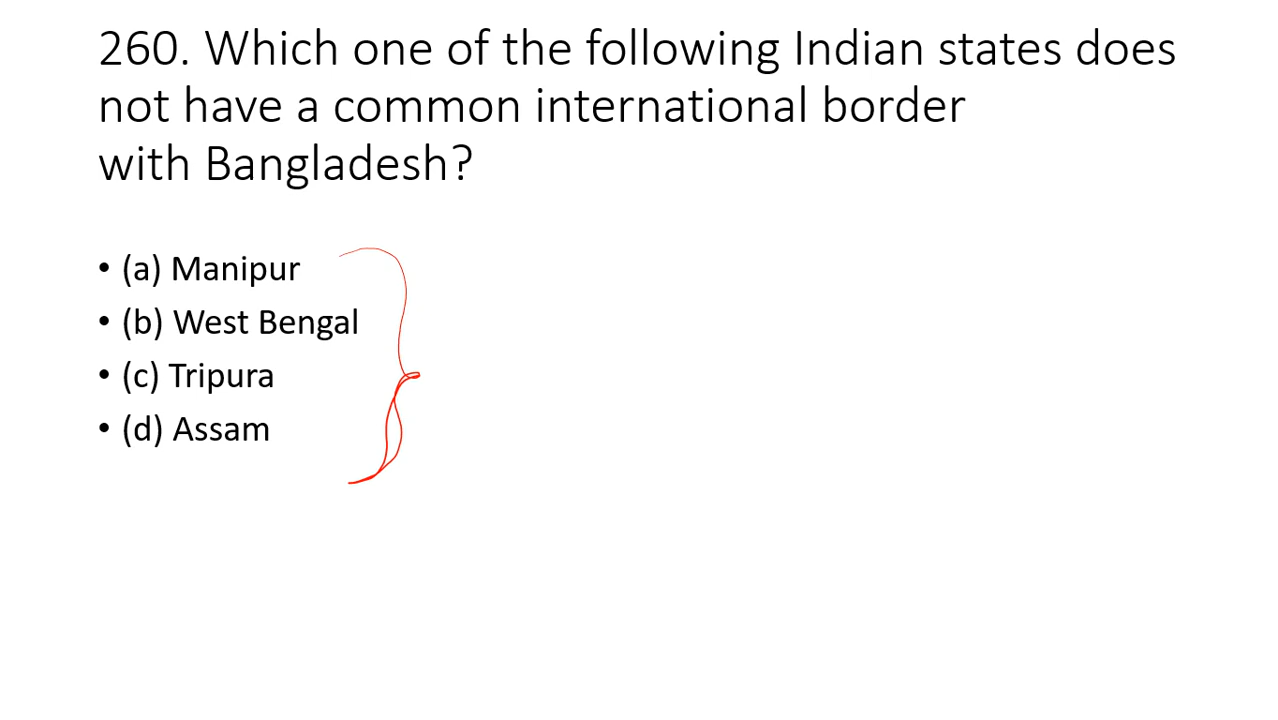 260. Which one of the following Indian states does
not have a common international border
with Bangladesh?
• (a) Manipur
• (b) West Bengal
• (c) Tripura
• (d) Assam